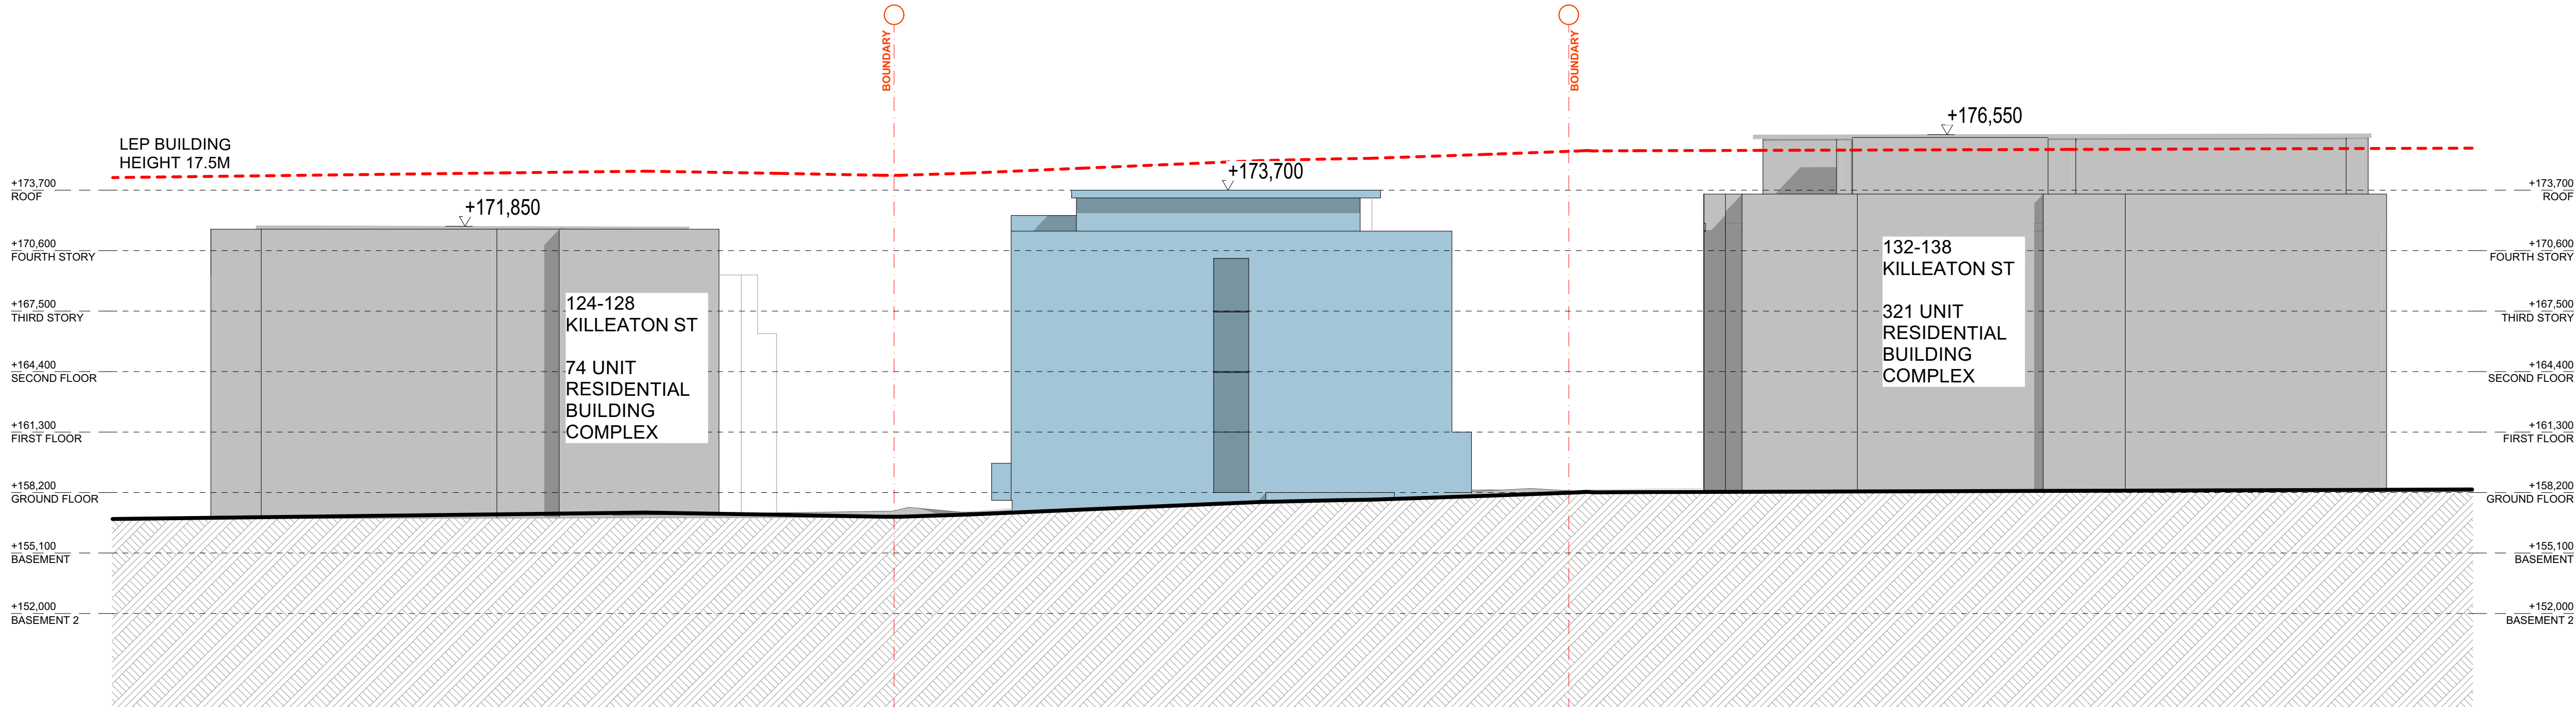 BOUNDARY
BOUNDARY
LEP BUILDING
HEIGHT 17.5M
+176,550
+173,700
+171,850
+173,700
ROOF
+170,600
FOURTH STORY
+167,500
THIRD STORY
+164,400
SECOND FLOOR
+161,300
FIRST FLOOR
+158,200
GROUND FLOOR
+155,100
BASEMENT
+152,000
BASEMENT 2
124-128
KILLEATON ST
74 UNIT
RESIDENTIAL
BUILDING
COMPLEX
132-138
KILLEATON ST
321 UNIT
RESIDENTIAL
BUILDING
COMPLEX
+173,700
ROOF
+170,600
FOURTH STORY
+167,500
THIRD STORY
+164,400
SECOND FLOOR
+161,300
FIRST FLOOR
+158,200
GROUND FLOOR
+155,100
BASEMENT
+152,000
BASEMENT 2